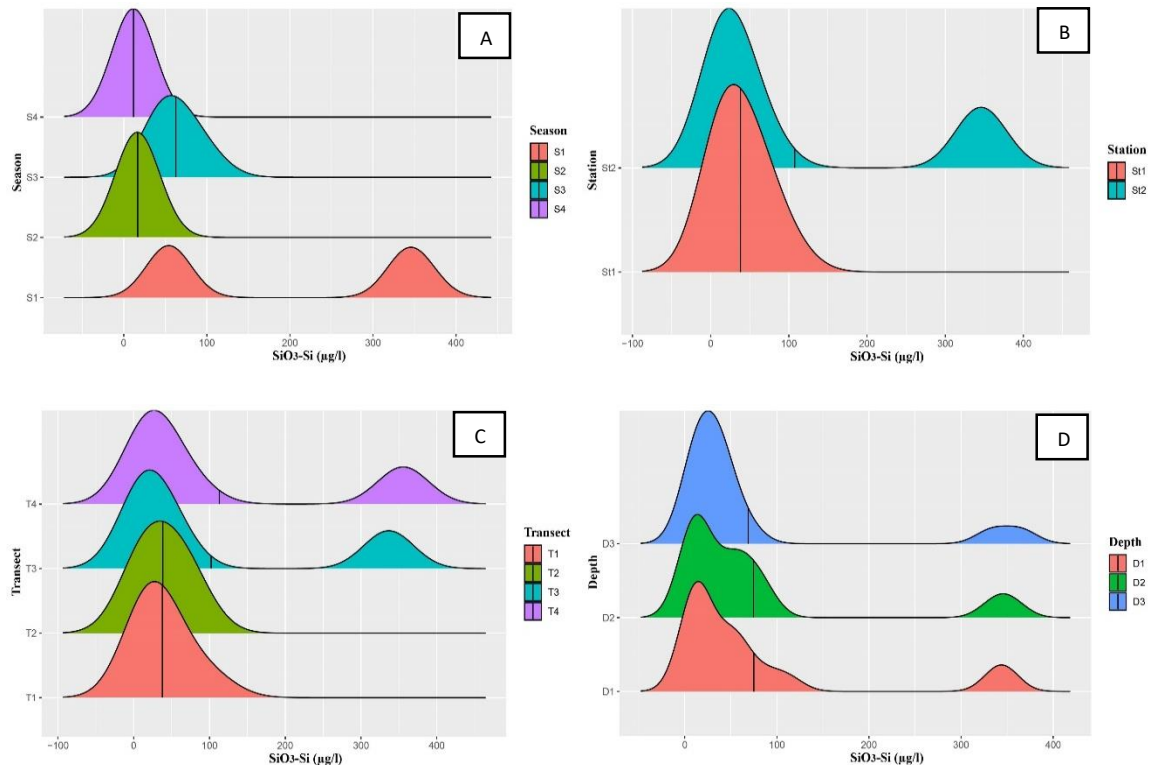 A
Season
S4
S3
S2
S1
0
100
200
300
400
SiO3-Si (µg/l)
Season
S1
S2
S3
S4
B
Station
St2
St1
−100
0
100
200
300
400
SiO3-Si (µg/l)
Station
St1
St2
C
Transect
T4
T3
T2
T1
−100
0
100
200
300
400
SiO3-Si (µg/l)
Transect
T1
T2
T3
T4
D
Depth
D3
D2
D1
0
100
200
300
400
SiO3-Si (µg/l)
Depth
D1
D2
D3